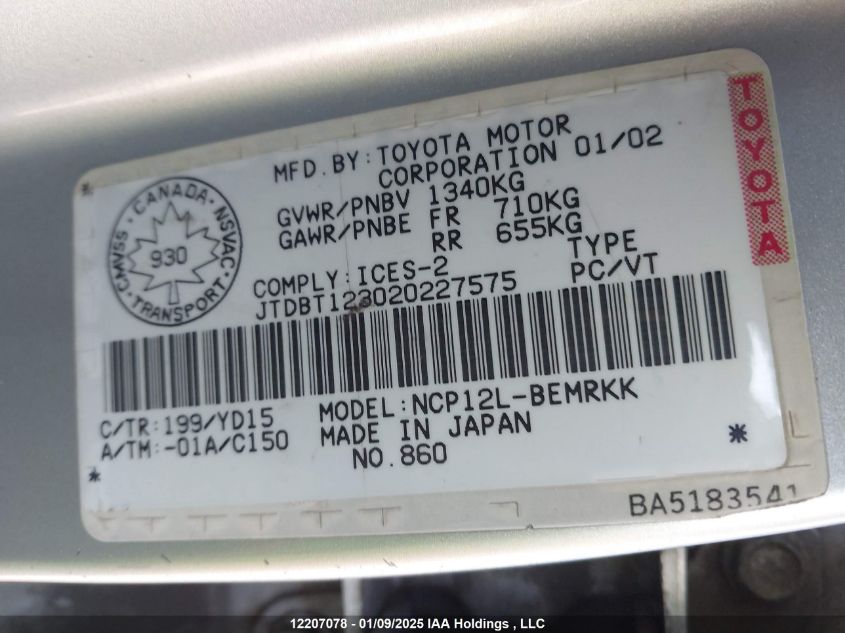 MFD.BY:TOYOTA MOTOR
CORPORATION 01/02
GVWR/PNBV 1340KG
GAWR/PNBE FR 710KG
RR 655KG
COMPLY:ICES-2
TYPE
PC/VT
JTDBT123020227575
CANADA
CMVSS
930
NSVAC
TRANSPORT
TOYOTA
C/TR:199/YD15
A/TM:-01A/C150
MODEL:NCP12L-BEMRKK
MADE IN JAPAN
NO.860
BA5183541
12207078 - 01/09/2025 IAA Holdings , LLC